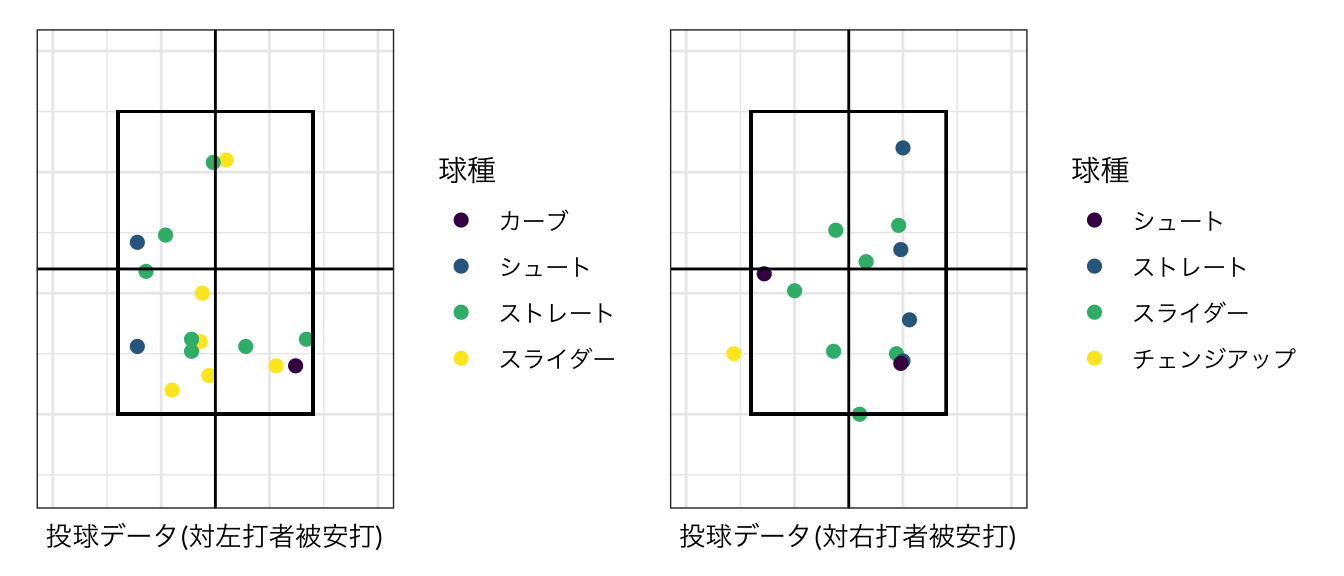 球種
カーブ
シュート
ストレート
スライダー
投球データ(対左打者被安打)
球種
シュート
ストレート
スライダー
チェンジアップ
投球データ(対右打者被安打)